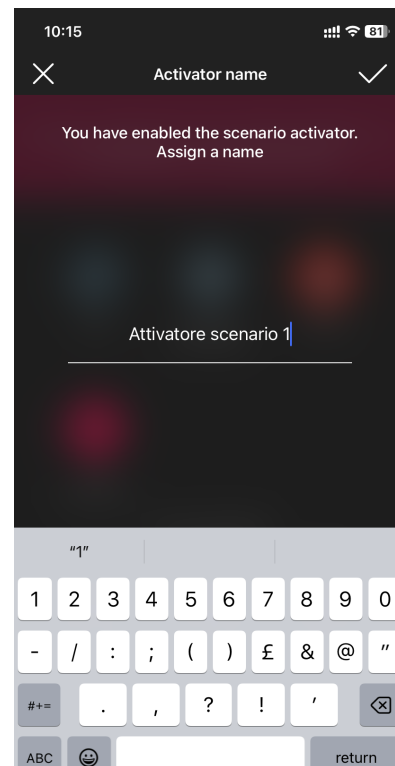 10:15
81
Activator name
You have enabled the scenario activator.
Assign a name
Attivatore scenario 1
"1"
1 2 3 4 5 6 7 8 9 0
- / : ; ( ) £ & @ "
#+= . , ? ! '
ABC return